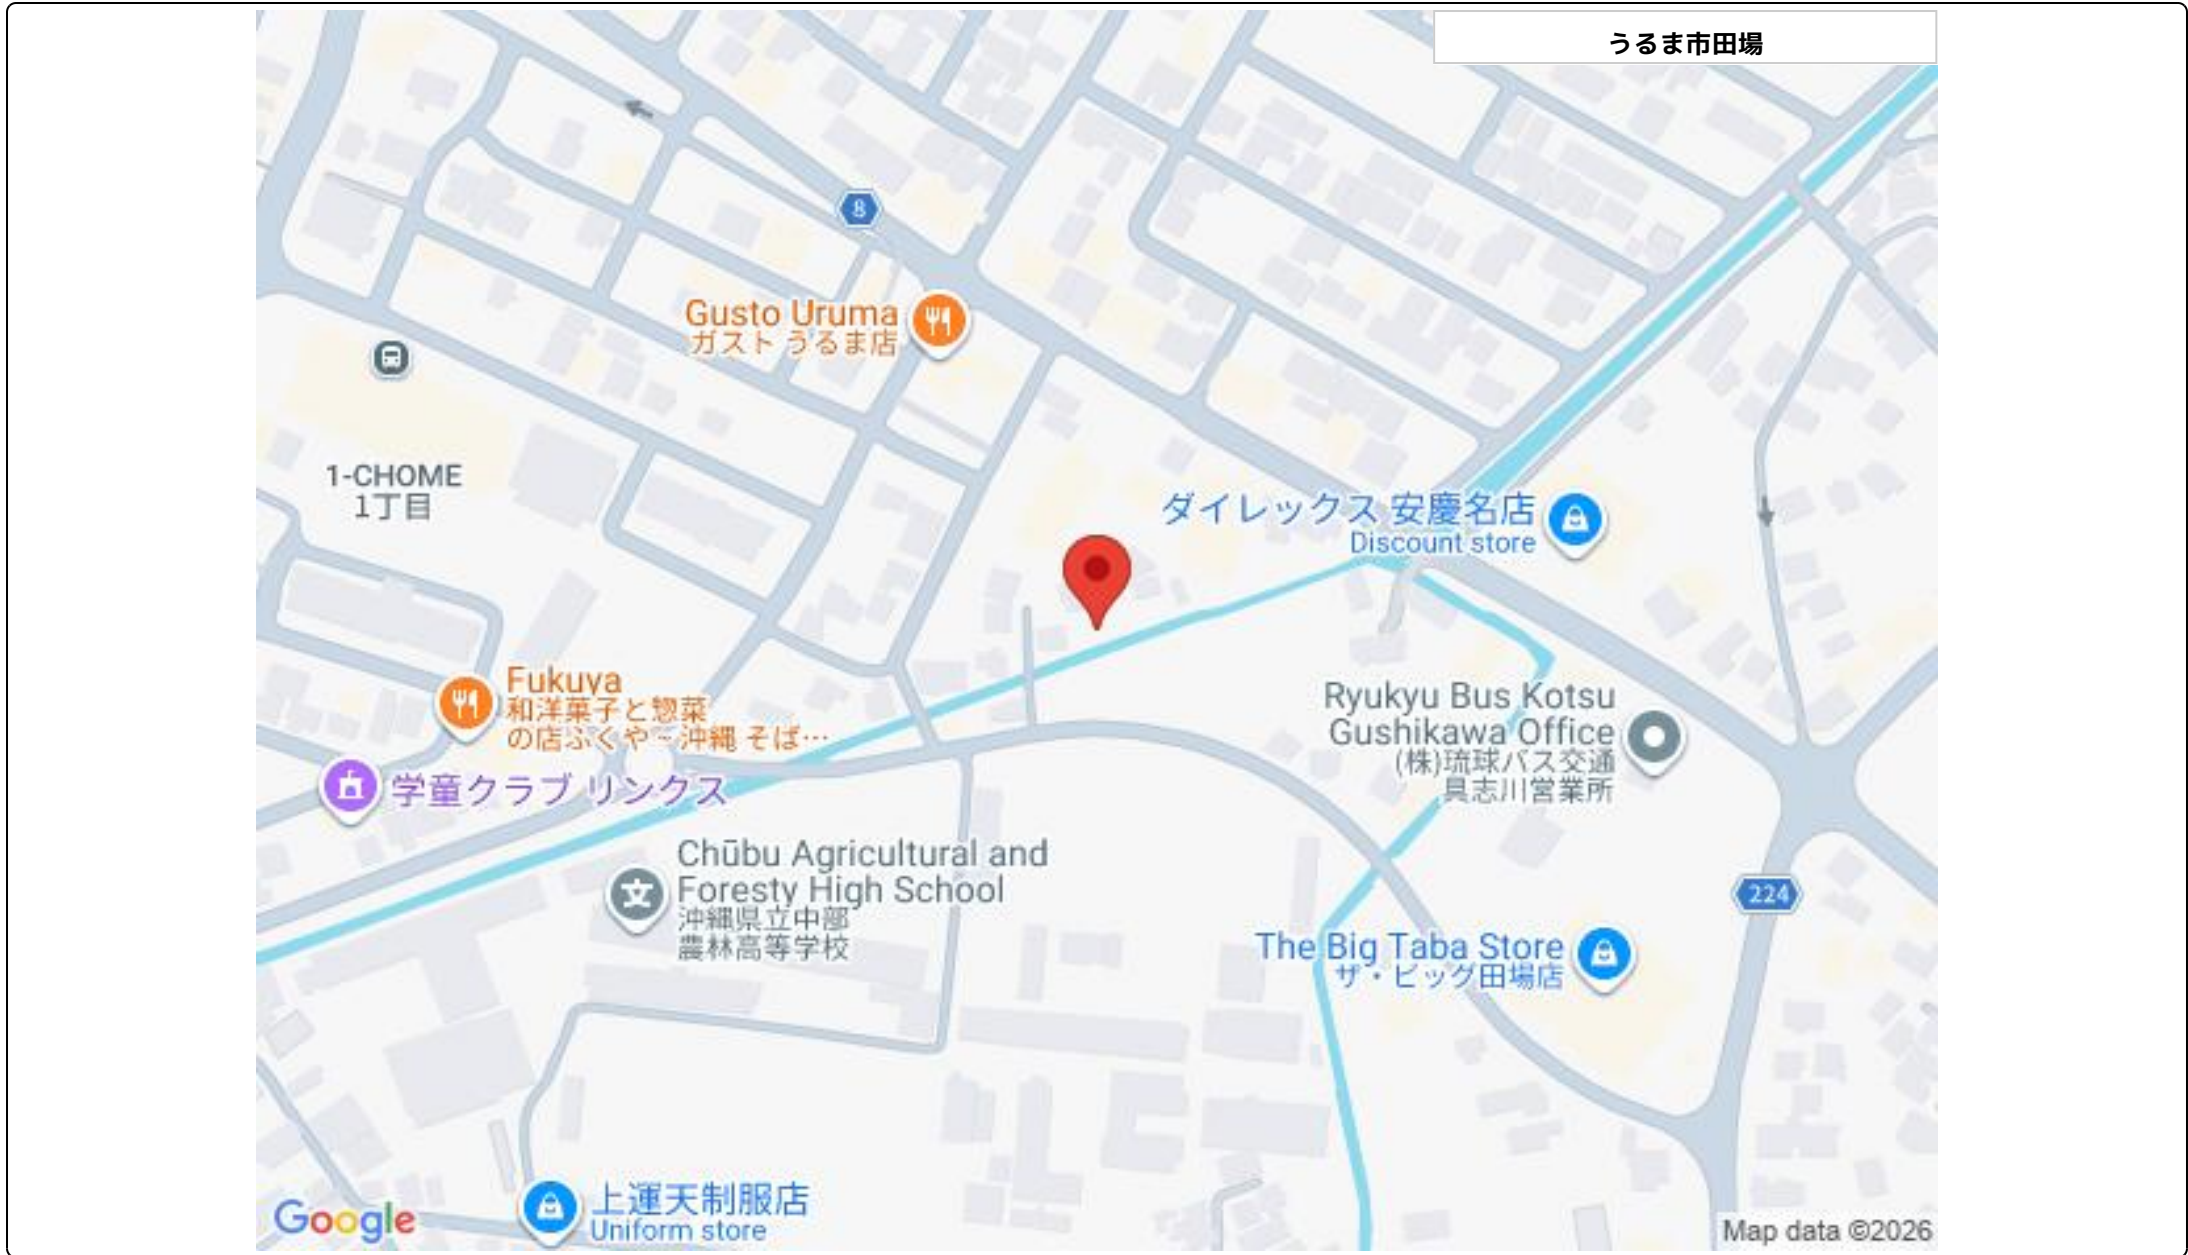 うるま市田場
8
Gusto Uruma
ガスト うるま店
1-CHOME
1丁目
ダイレックス 安慶名店
Discount store
Fukuya
和洋菓子と惣菜
の店ふくや~沖縄 そば…
Ryukyu Bus Kotsu
Gushikawa Office
(株)琉球バス交通
具志川営業所
学童クラブ リンクス
Chūbu Agricultural and
Foresty High School
沖縄県立中部
農林高等学校
文
224
The Big Taba Store
ザ・ビッグ田場店
上運天制服店
Uniform store
Google
Map data ©2026